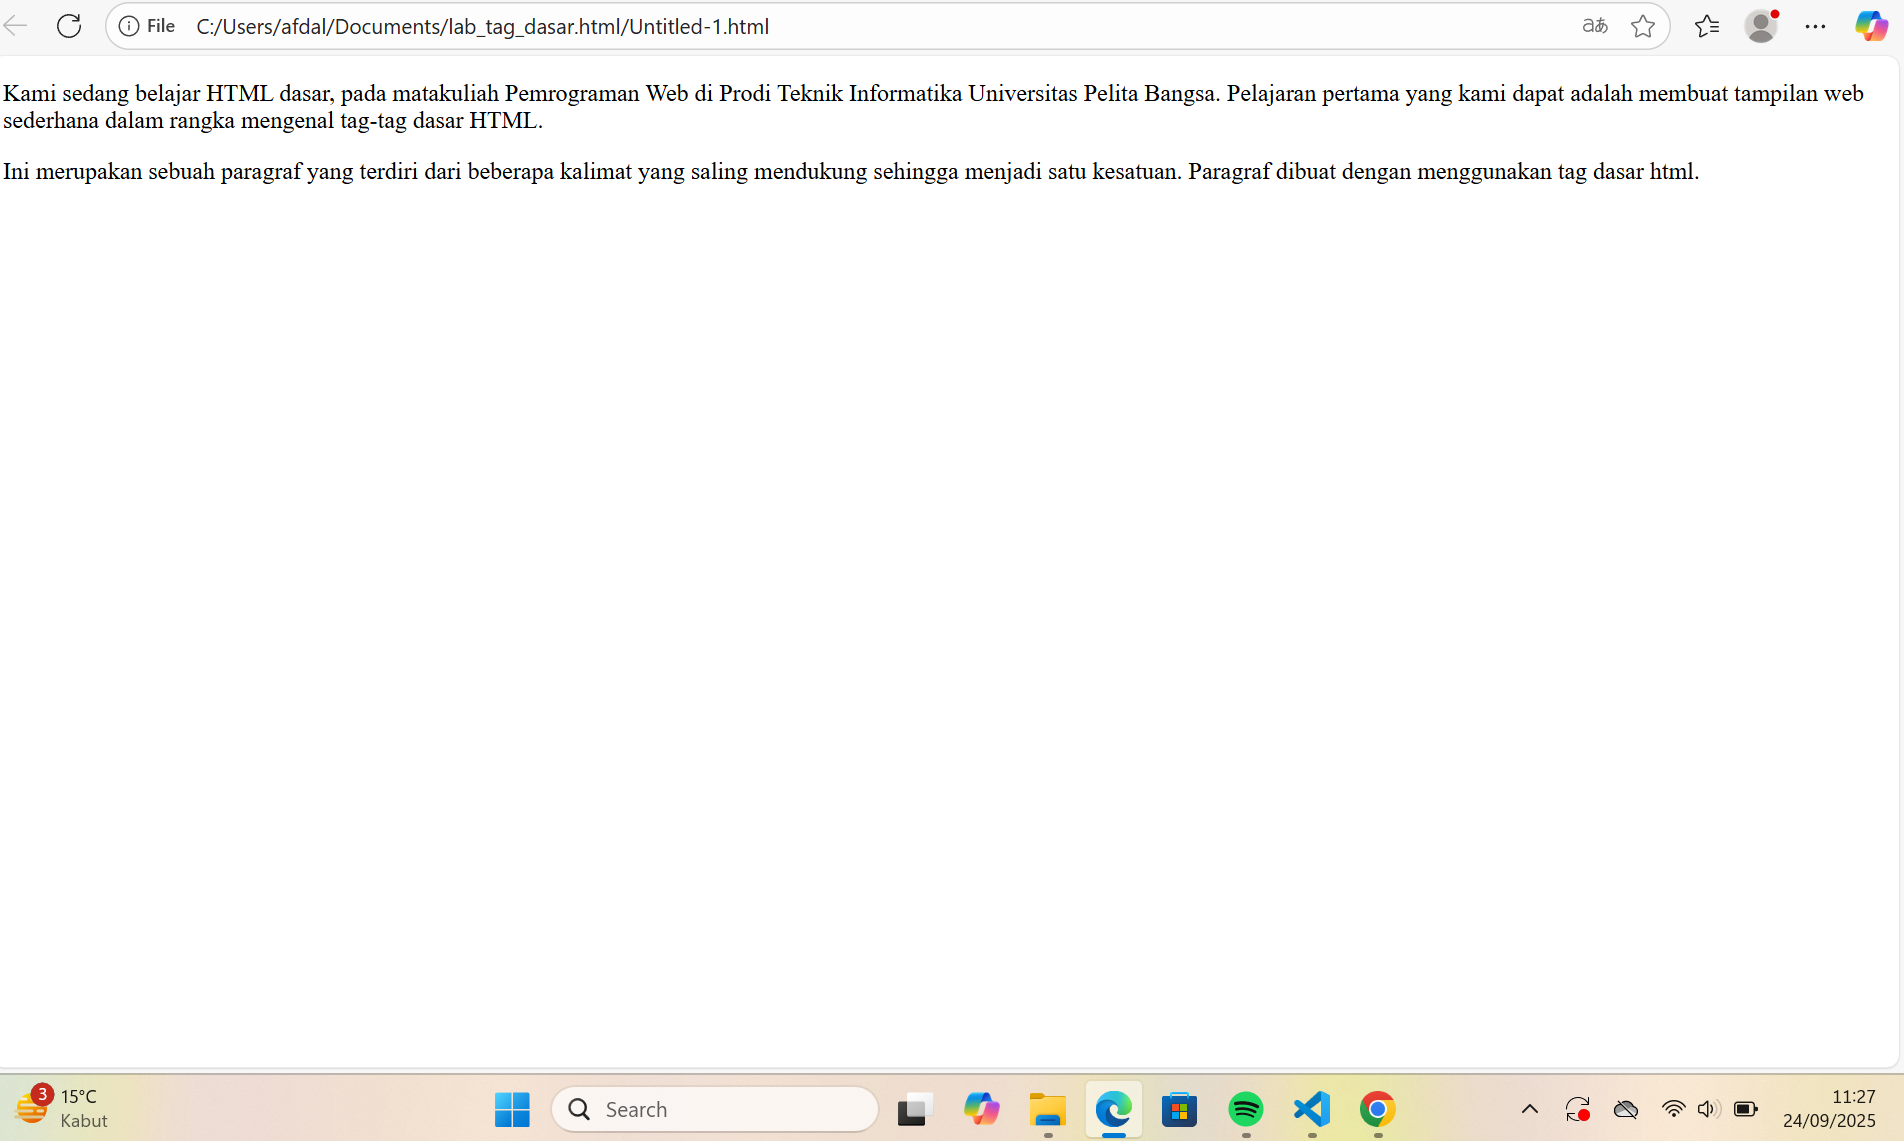 File
C:/Users/afdal/Documents/lab_tag_dasar.html/Untitled-1.html
aあ
Kami sedang belajar HTML dasar, pada matakuliah Pemrograman Web di Prodi Teknik Informatika Universitas Pelita Bangsa. Pelajaran pertama yang kami dapat adalah membuat tampilan web
sederhana dalam rangka mengenal tag-tag dasar HTML.
Ini merupakan sebuah paragraf yang terdiri dari beberapa kalimat yang saling mendukung sehingga menjadi satu kesatuan. Paragraf dibuat dengan menggunakan tag dasar html.
3
15°C
Kabut
Search
11:27
24/09/2025